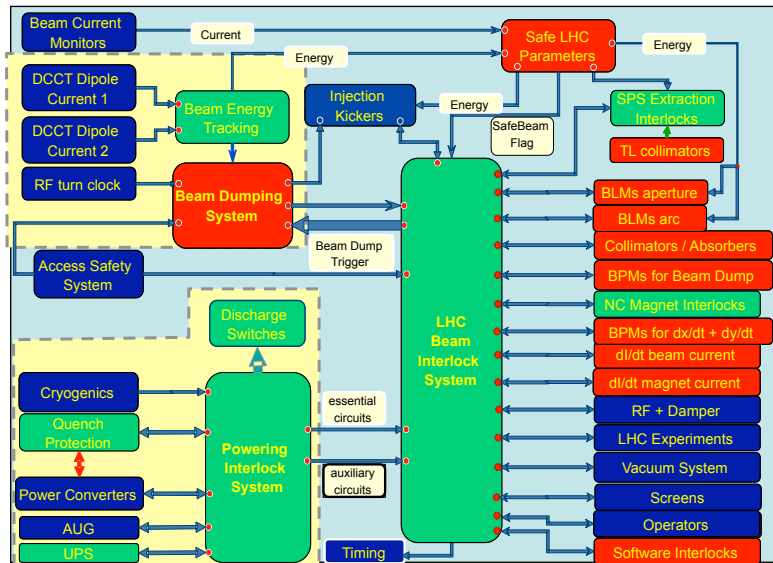 Beam Current
Monitors
Current
Energy
Safe LHC
Parameters
Energy
DCCT Dipole
Current 1
DCCT Dipole
Current 2
Beam Energy
Tracking
Injection
Kickers
Energy
SafeBeam
Flag
SPS Extraction
Interlocks
TL collimators
RF turn clock
Beam Dumping
System
Beam Dump
Trigger
Access Safety
System
LHC
Beam
Interlock
System
BLMs aperture
BLMs arc
Collimators / Absorbers
BPMs for Beam Dump
NC Magnet Interlocks
BPMs for dx/dt + dy/dt
dI/dt beam current
dI/dt magnet current
RF + Damper
LHC Experiments
Vacuum System
Screens
Operators
Software Interlocks
Discharge
Switches
Cryogenics
Quench
Protection
Power Converters
AUG
UPS
Powering
Interlock
System
essential
circuits
auxiliary
circuits
Timing